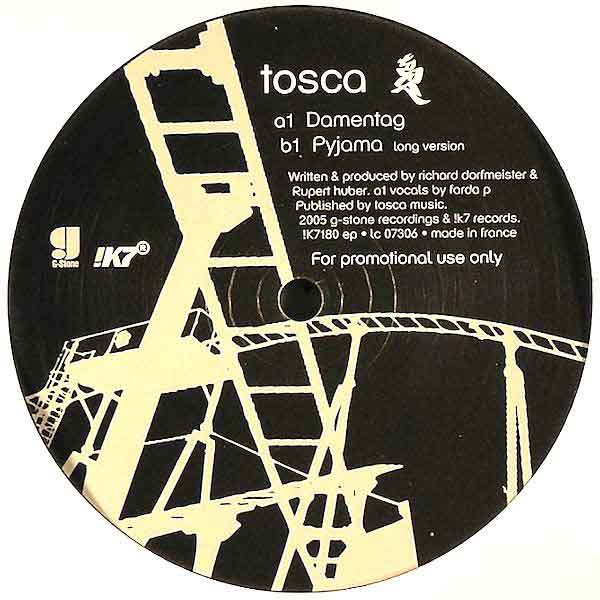 tosca
a1 Damentag
b1 Pyjama long version
Written & produced by richard dorfmeister &
Rupert huber. a1 vocals by farda p
Published by tosca music.
2005 g-stone recordings & !k7 records.
!K7180 ep • lc 07306 • made in france
For promotional use only
g
G-Stone
!K7 R